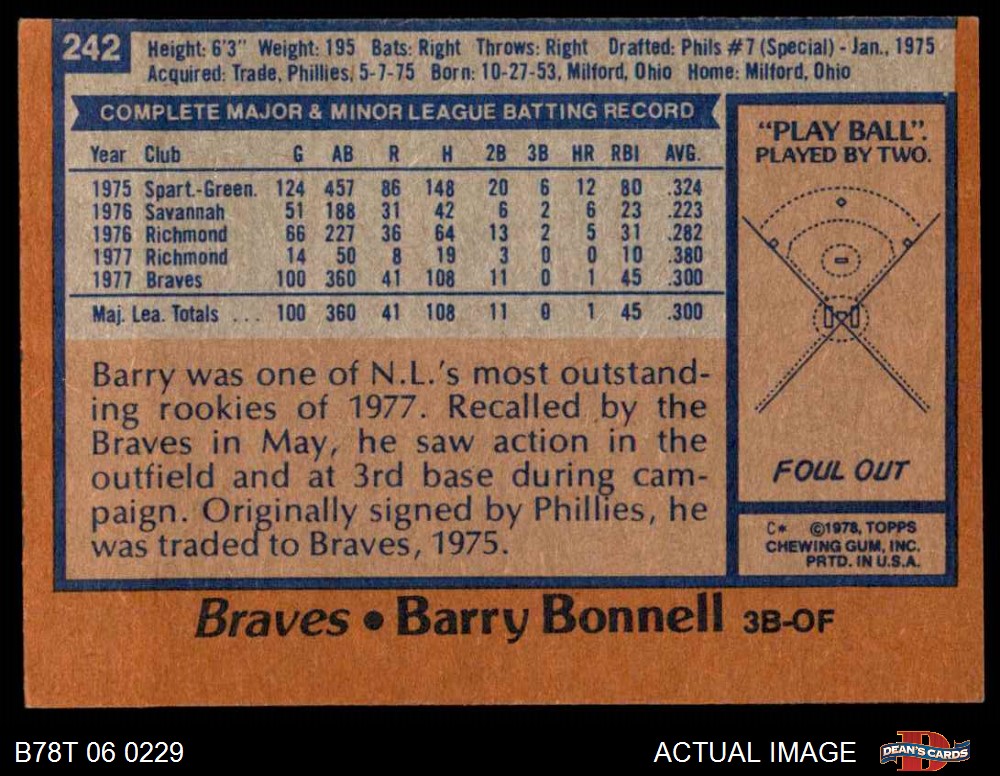 242
Height: 6'3" Weight: 195 Bats: Right Throws: Right Drafted: Phils #7 (Special) - Jan., 1975
Acquired: Trade, Phillies, 5-7-75 Born: 10-27-53, Milford, Ohio Home: Milford, Ohio
COMPLETE MAJOR & MINOR LEAGUE BATTING RECORD
Year Club G AB R H 2B 3B HR RBI AVG.
1975 Spart.-Green. 124 457 86 148 20 6 12 80 .324
1976 Savannah 51 188 31 42 6 2 6 23 .223
1976 Richmond 66 227 36 64 13 2 5 31 .282
1977 Richmond 14 50 8 19 3 0 0 10 .380
1977 Braves 100 360 41 108 11 0 1 45 .300
Maj. Lea. Totals ... 100 360 41 108 11 0 1 45 .300
Barry was one of N.L.'s most outstand-
ing rookies of 1977. Recalled by the
Braves in May, he saw action in the
outfield and at 3rd base during cam-
paign. Originally signed by Phillies, he
was traded to Braves, 1975.
"PLAY BALL".
PLAYED BY TWO.
FOUL OUT
C* ©1978, TOPPS
CHEWING GUM, INC.
PRTD. IN U.S.A.
Braves • Barry Bonnell 3B-OF
B78T 06 0229
ACTUAL IMAGE
D
DEAN'S CARDS